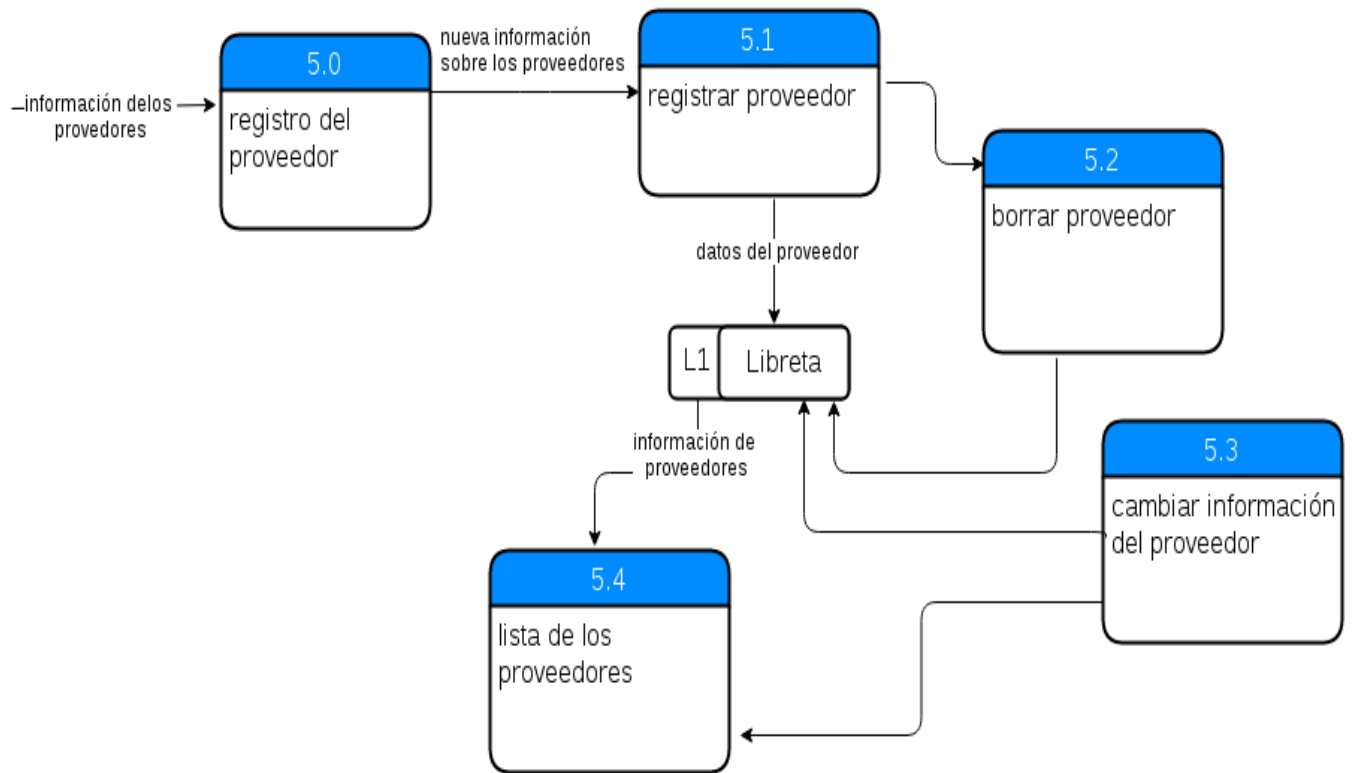 5.0
registro del
proveedor
información delos
provedores
nueva información
sobre los proveedores
5.1
registrar proveedor
5.2
borrar proveedor
datos del proveedor
L1
Libreta
información de
proveedores
5.3
cambiar información
del proveedor
5.4
lista de los
proveedores